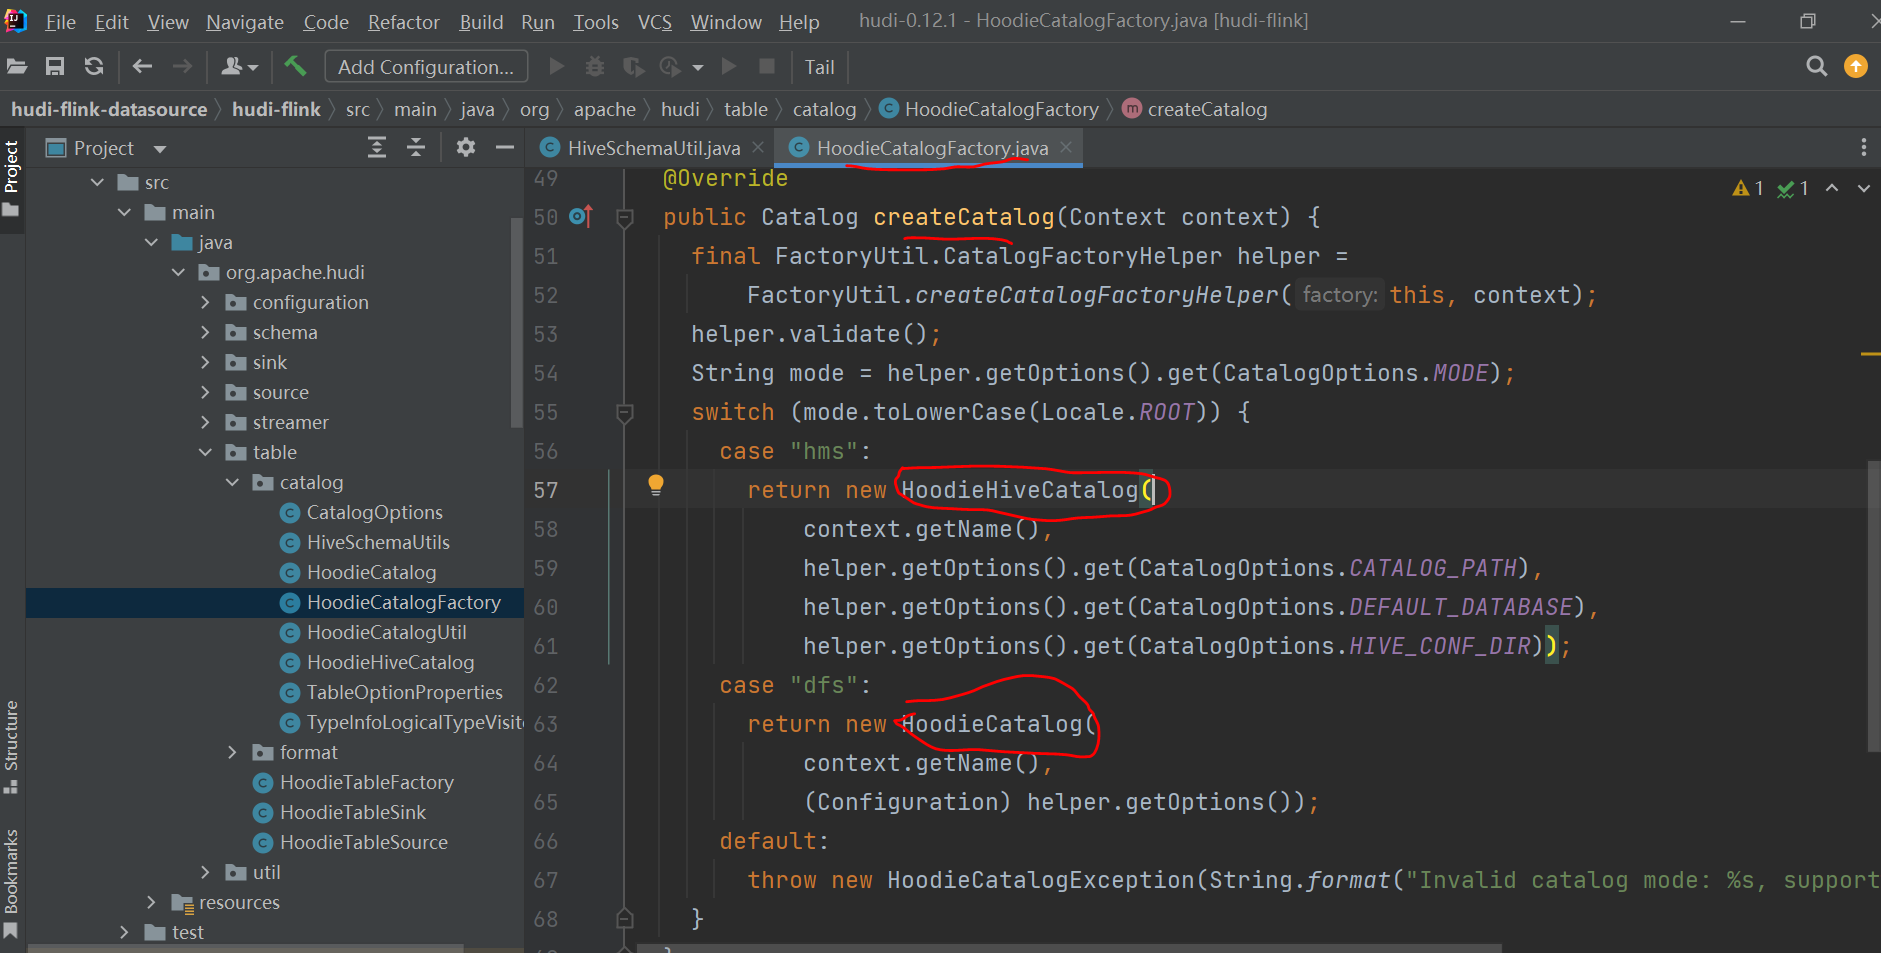 File Edit View Navigate Code Refactor Build Run Tools VCS Window Help hudi-0.12.1 - HoodieCatalogFactory.java [hudi-flink]
Add Configuration... Tail
hudi-flink-datasource hudi-flink src main java org apache hudi table catalog HoodieCatalogFactory createCatalog
Project
Structure
Bookmarks
Project
src
main
java
org.apache.hudi
configuration
schema
sink
source
streamer
table
catalog
CatalogOptions
HiveSchemaUtils
HoodieCatalog
HoodieCatalogFactory
HoodieCatalogUtil
HoodieHiveCatalog
TableOptionProperties
TypeInfoLogicalTypeVisit
format
HoodieTableFactory
HoodieTableSink
HoodieTableSource
util
resources
test
HiveSchemaUtil.java HoodieCatalogFactory.java
1 1
49 @Override
50 public Catalog createCatalog(Context context) {
51 final FactoryUtil.CatalogFactoryHelper helper =
52 FactoryUtil.createCatalogFactoryHelper( factory: this, context);
53 helper.validate();
54 String mode = helper.getOptions().get(CatalogOptions.MODE);
55 switch (mode.toLowerCase(Locale.ROOT)) {
56 case "hms":
57 return new HoodieHiveCatalog(
58 context.getName(),
59 helper.getOptions().get(CatalogOptions.CATALOG_PATH),
60 helper.getOptions().get(CatalogOptions.DEFAULT_DATABASE),
61 helper.getOptions().get(CatalogOptions.HIVE_CONF_DIR));
62 case "dfs":
63 return new HoodieCatalog(
64 context.getName(),
65 (Configuration) helper.getOptions());
66 default:
67 throw new HoodieCatalogException(String.format("Invalid catalog mode: %s, support
68 }